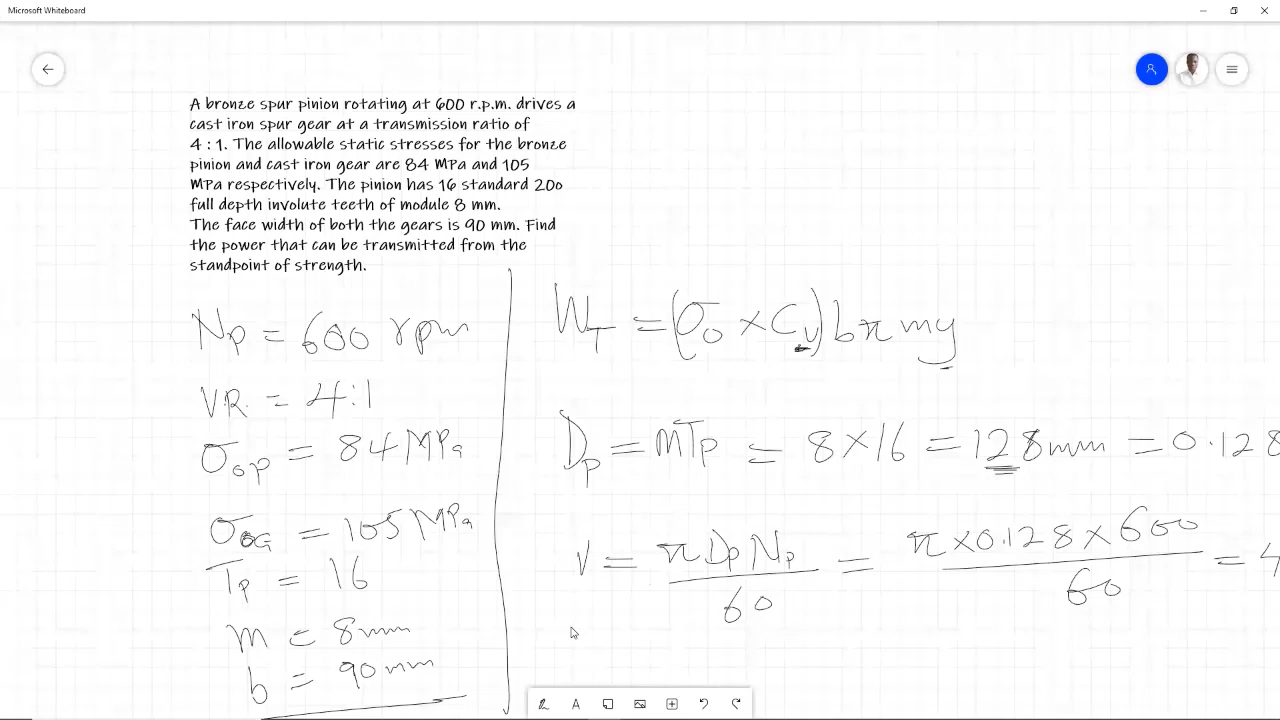 Microsoft Whiteboard
A bronze spur pinion rotating at 600 r.p.m. drives a
cast iron spur gear at a transmission ratio of
4 : 1. The allowable static stresses for the bronze
pinion and cast iron gear are 84 MPa and 105
MPa respectively. The pinion has 16 standard 20o
full depth involute teeth of module 8 mm.
The face width of both the gears is 90 mm. Find
the power that can be transmitted from the
standpoint of strength.
Np = 600 rpm
V.R. = 4:1
σop = 84 MPa
σOG = 105 MPa
Tp = 16
m = 8mm
b = 90mm
WT = (σo × Cv) b π m y
Dp = mTp = 8 × 16 = 128mm = 0.128
V = π Dp Np / 60 = π × 0.128 × 600 / 60 = 4